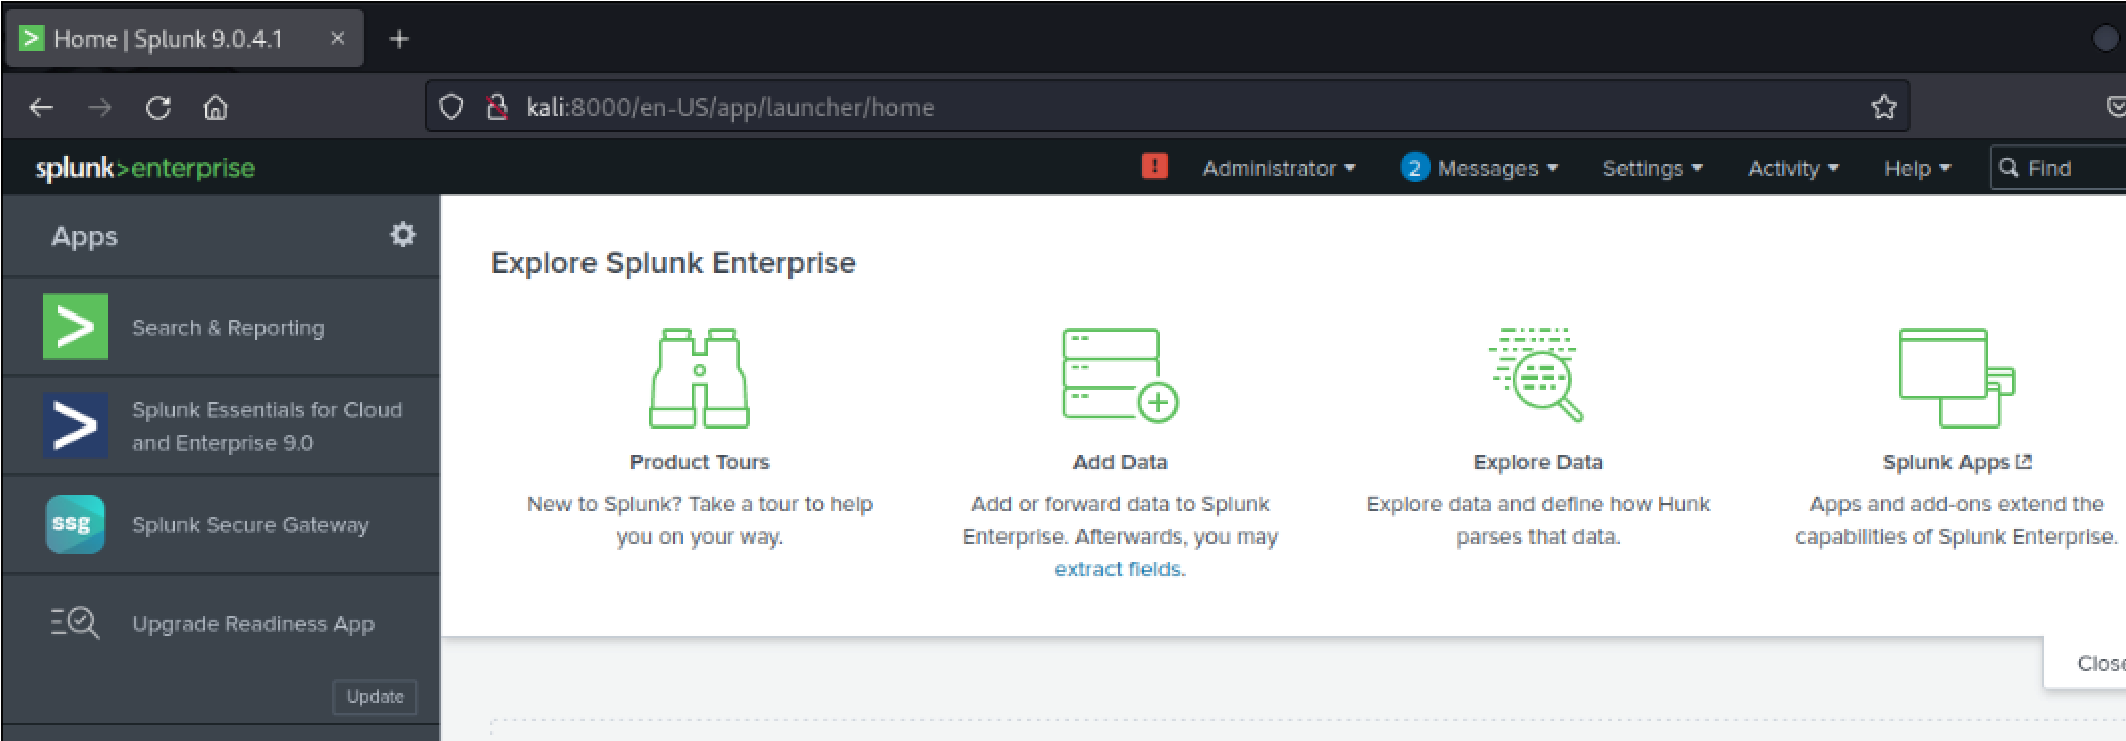 Home | Splunk 9.0.4.1
kali:8000/en-US/app/launcher/home
splunk>enterprise
! Administrator 2 Messages Settings Activity Help Find
Apps
Search & Reporting
Splunk Essentials for Cloud
and Enterprise 9.0
ssg Splunk Secure Gateway
Upgrade Readiness App
Update
Explore Splunk Enterprise
Product Tours
New to Splunk? Take a tour to help
you on your way.
Add Data
Add or forward data to Splunk
Enterprise. Afterwards, you may
extract fields.
Explore Data
Explore data and define how Hunk
parses that data.
Splunk Apps
Apps and add-ons extend the
capabilities of Splunk Enterprise.
Close